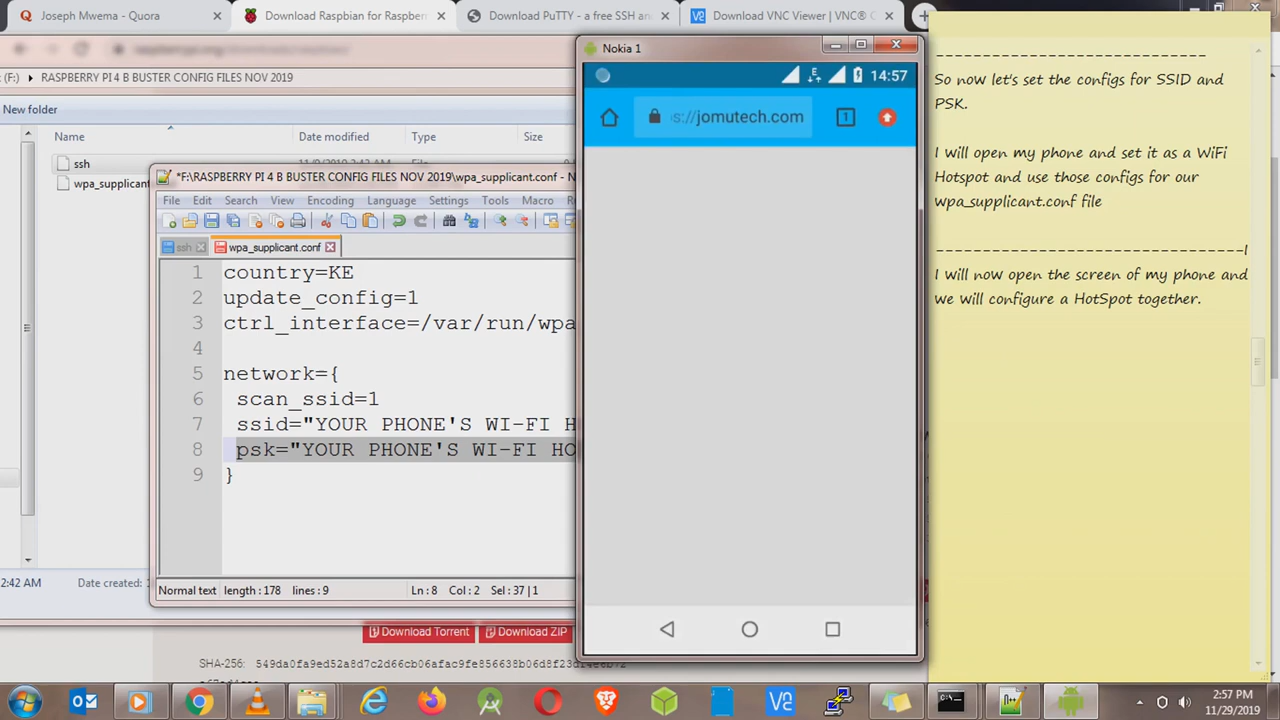 Joseph Mwema - Quora
Download Raspbian for Raspber
Download PuTTY - a free SSH an
Download VNC Viewer | VNC® C
(F:) RASPBERRY PI 4 B BUSTER CONFIG FILES NOV 2019
New folder
Name Date modified Type Size
ssh
wpa_supplicant
*F:\RASPBERRY PI 4 B BUSTER CONFIG FILES NOV 2019\wpa_supplicant.conf - N
File Edit Search View Encoding Language Settings Tools Macro R
ssh
wpa_supplicant.conf
1 country=KE
2 update_config=1
3 ctrl_interface=/var/run/wpa
4
5 network={
6 scan_ssid=1
7 ssid="YOUR PHONE'S WI-FI H
8 psk="YOUR PHONE'S WI-FI HO
9 }
Normal text length : 178 lines : 9 Ln : 8 Col : 2 Sel : 37 | 1
2:42 AM Date created:
Download Torrent Download ZIP
SHA-256:
Nokia 1
E 14:57
s://jomutech.com
1
--------------------------------
So now let's set the configs for SSID and
PSK.
I will open my phone and set it as a WiFi
Hotspot and use those configs for our
wpa_supplicant.conf file
-------------------------------------I
I will now open the screen of my phone and
we will configure a HotSpot together.
2:57 PM
11/29/2019